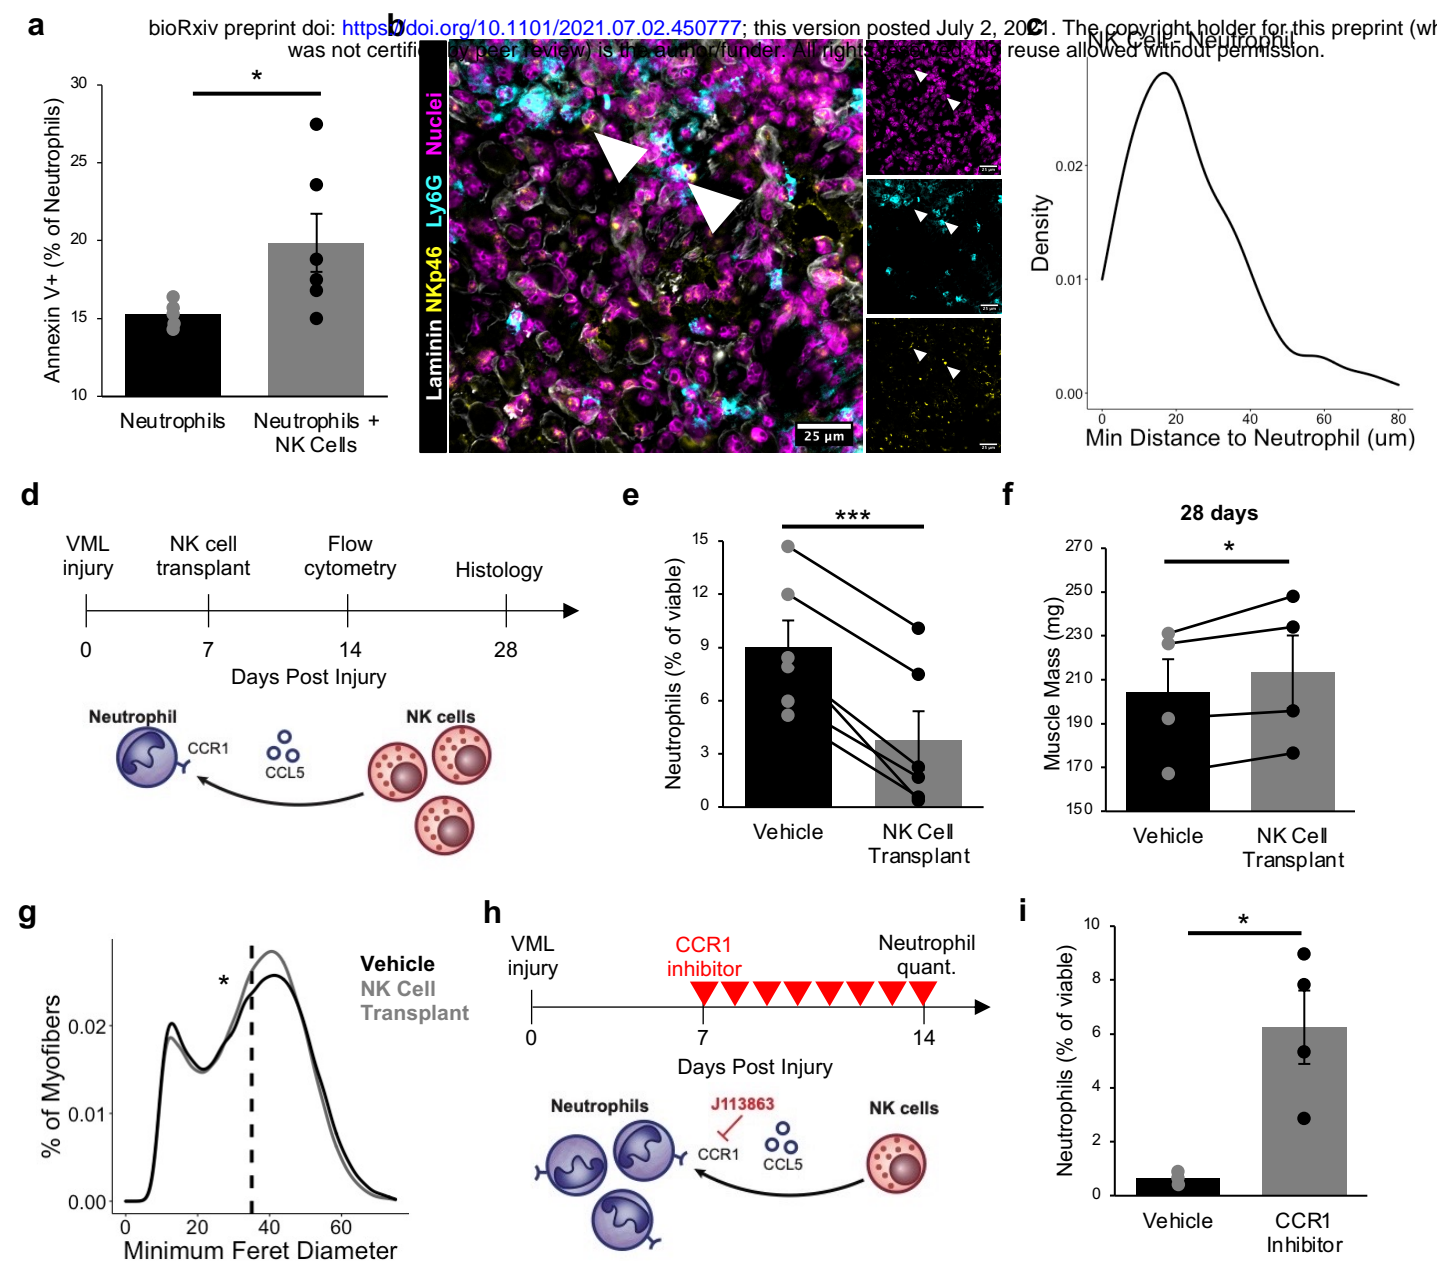 a
bioRxiv preprint doi: https://doi.org/10.1101/2021.07.02.450777; this version posted July 2, 2021. The copyright holder for this preprint (wh
was not certified by peer review) is the author/funder. All rights reserved. No reuse allowed without permission.
b
c
NK Cell - Neutrophil
30
25
20
15
10
Annexin V+ (% of Neutrophils)
*
Neutrophils
Neutrophils +
NK Cells
Laminin NKp46 Ly6G Nuclei
25 µm
25 µm
25 µm
25 µm
Density
0.02
0.01
0.00
0 20 40 60 80
Min Distance to Neutrophil (um)
d
VML
injury
NK cell
transplant
Flow
cytometry
Histology
0 7 14 28
Days Post Injury
Neutrophil
CCR1
CCL5
NK cells
e
***
Neutrophils (% of viable)
15
12
9
6
3
0
Vehicle
NK Cell
Transplant
f
28 days
*
Muscle Mass (mg)
270
250
230
210
190
170
150
Vehicle
NK Cell
Transplant
g
% of Myofibers
0.02
0.01
0.00
*
Vehicle
NK Cell
Transplant
0 20 40 60
Minimum Feret Diameter
h
VML
injury
CCR1
inhibitor
Neutrophil
quant.
0 7 14
Days Post Injury
Neutrophils
J113863
CCR1
CCL5
NK cells
i
*
Neutrophils (% of viable)
10
8
6
4
2
0
Vehicle
CCR1
Inhibitor